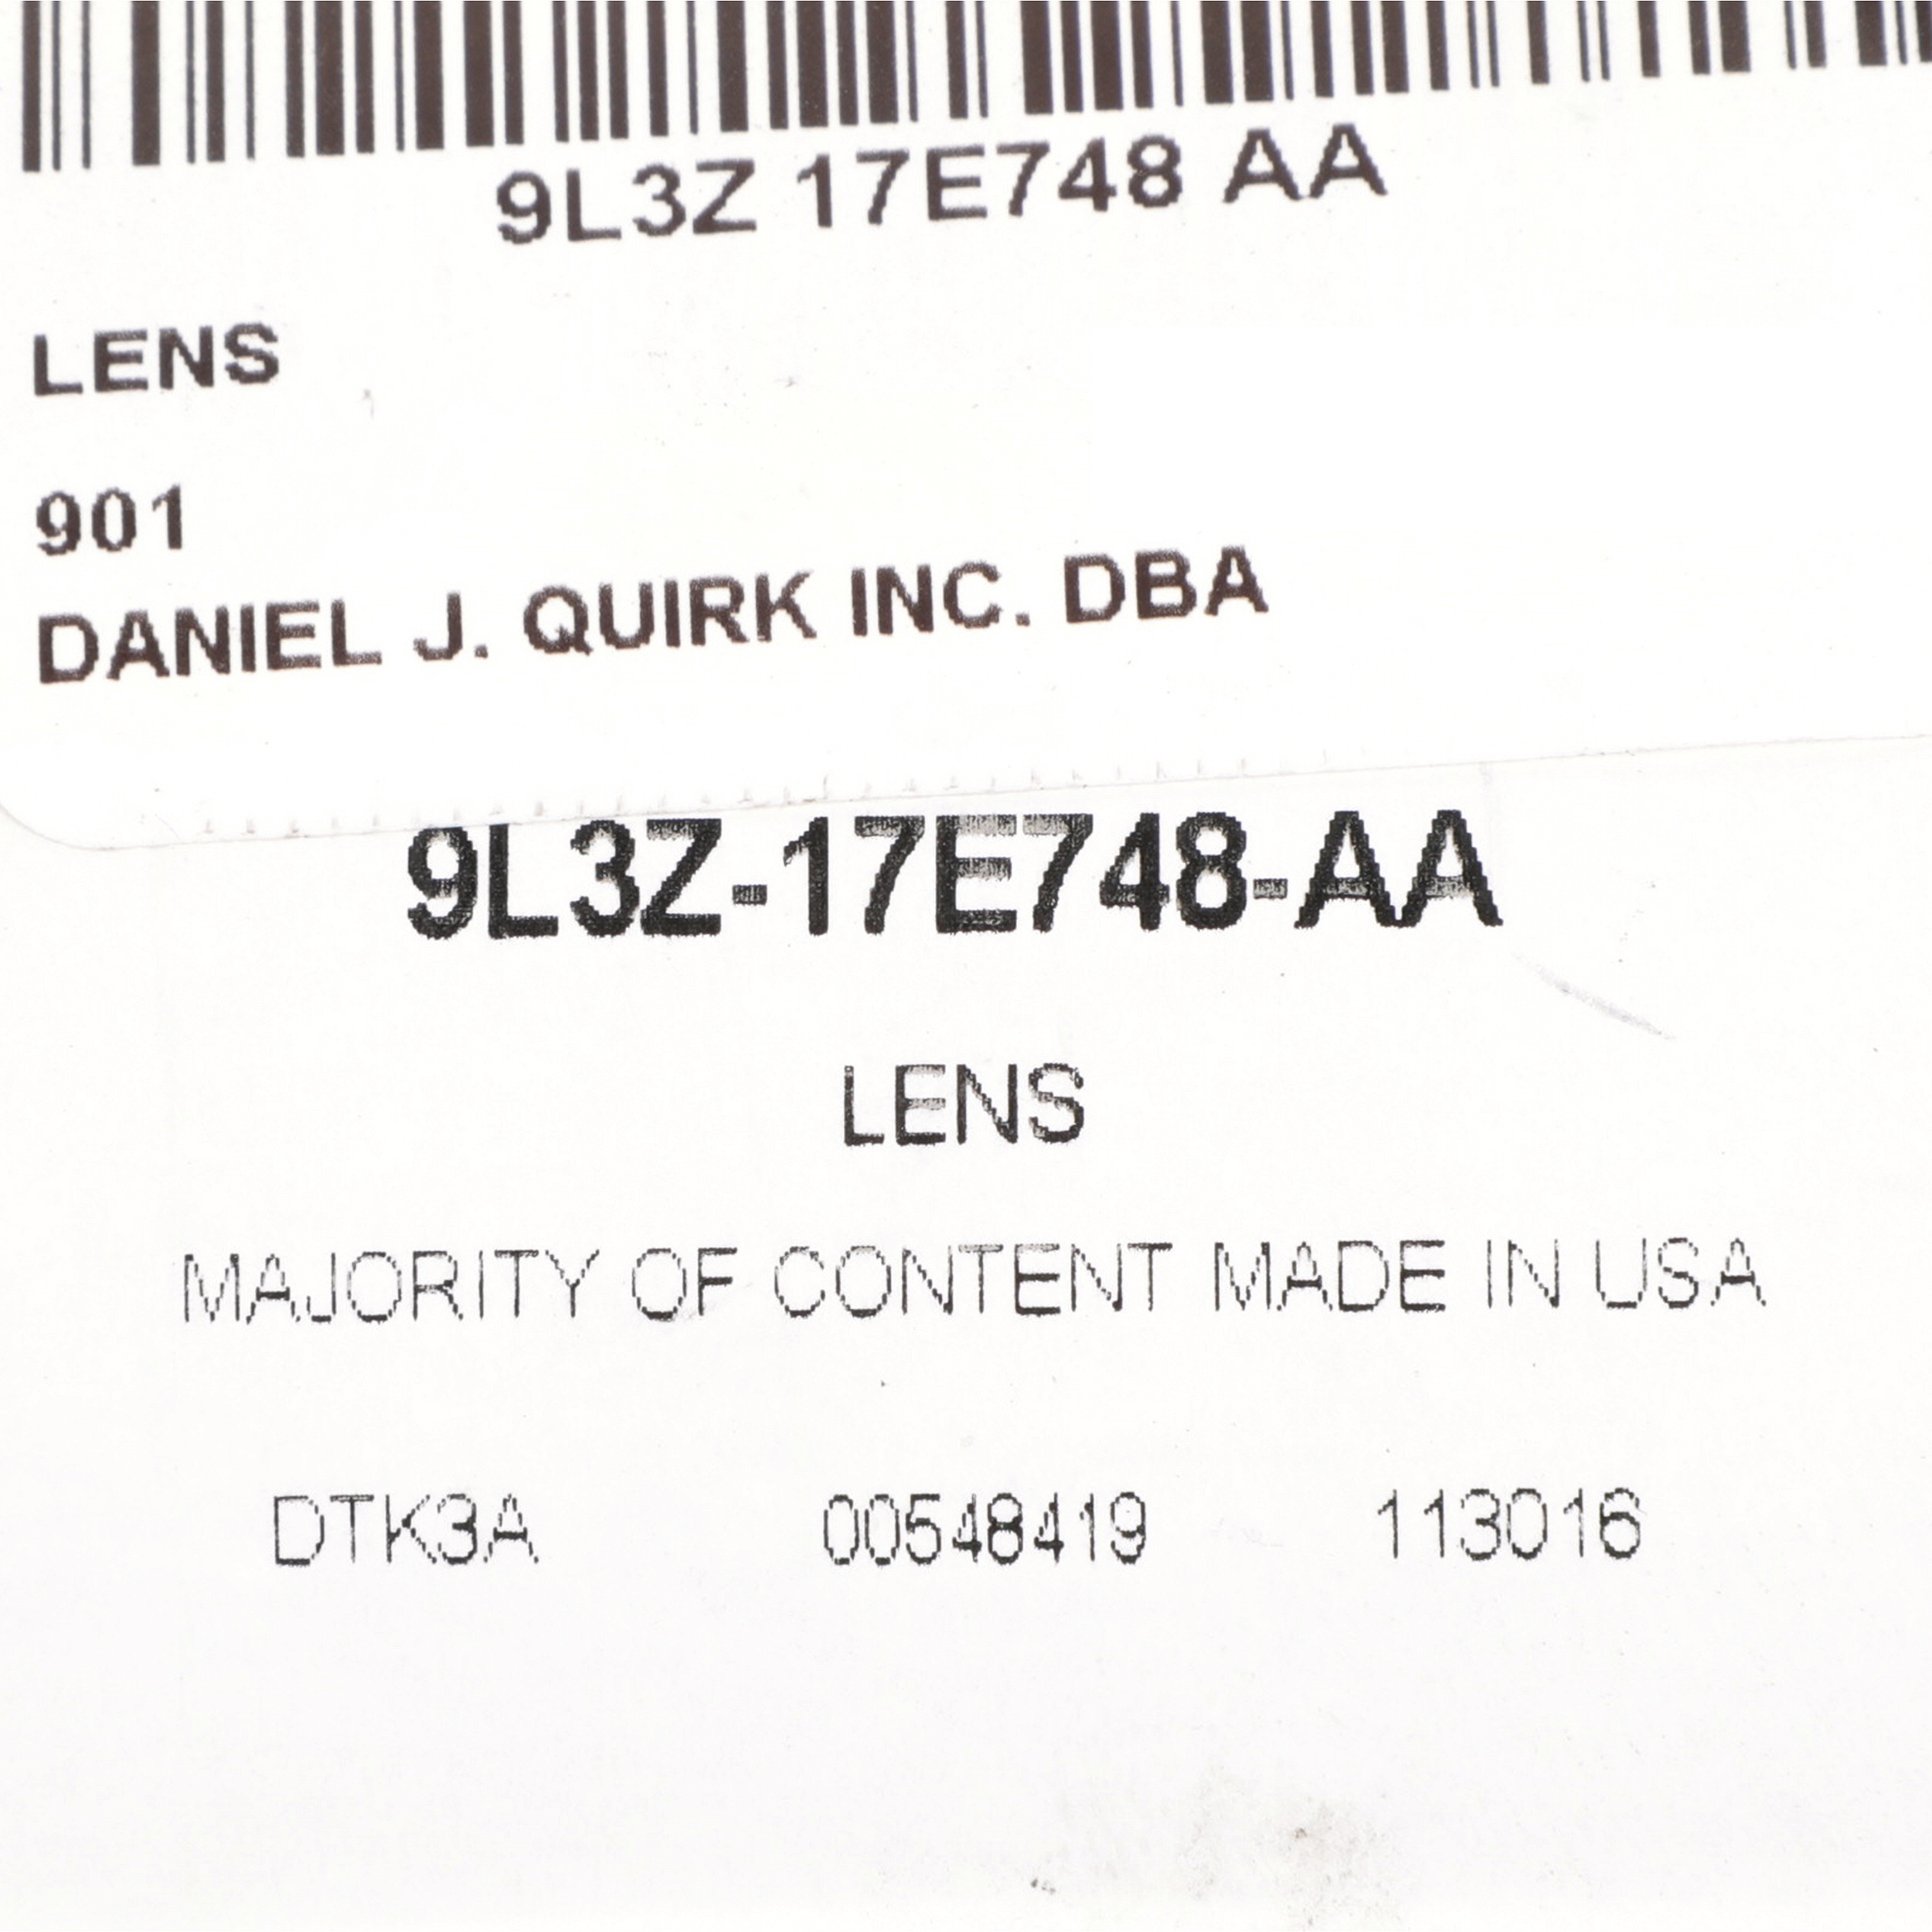 9L3Z 17E748 AA
LENS
901
DANIEL J. QUIRK INC. DBA
9L3Z-17E748-AA
LENS
MAJORITY OF CONTENT MADE IN USA
DTK3A 00548419 113016